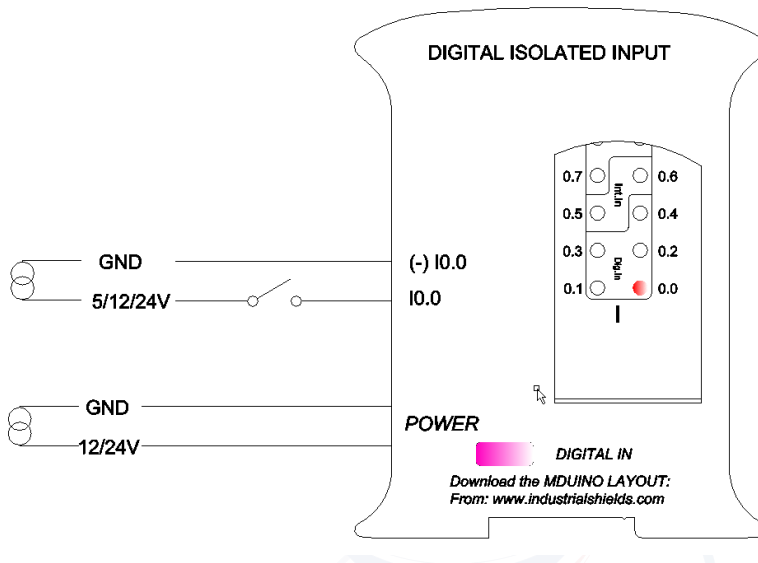 DIGITAL ISOLATED INPUT
0.7 Int.In 0.6
0.5 0.4
0.3 Dig.In 0.2
0.1 0.0
I
GND (-) I0.0
5/12/24V I0.0
GND
12/24V
POWER
DIGITAL IN
Download the MDUINO LAYOUT:
From: www.industrialshields.com